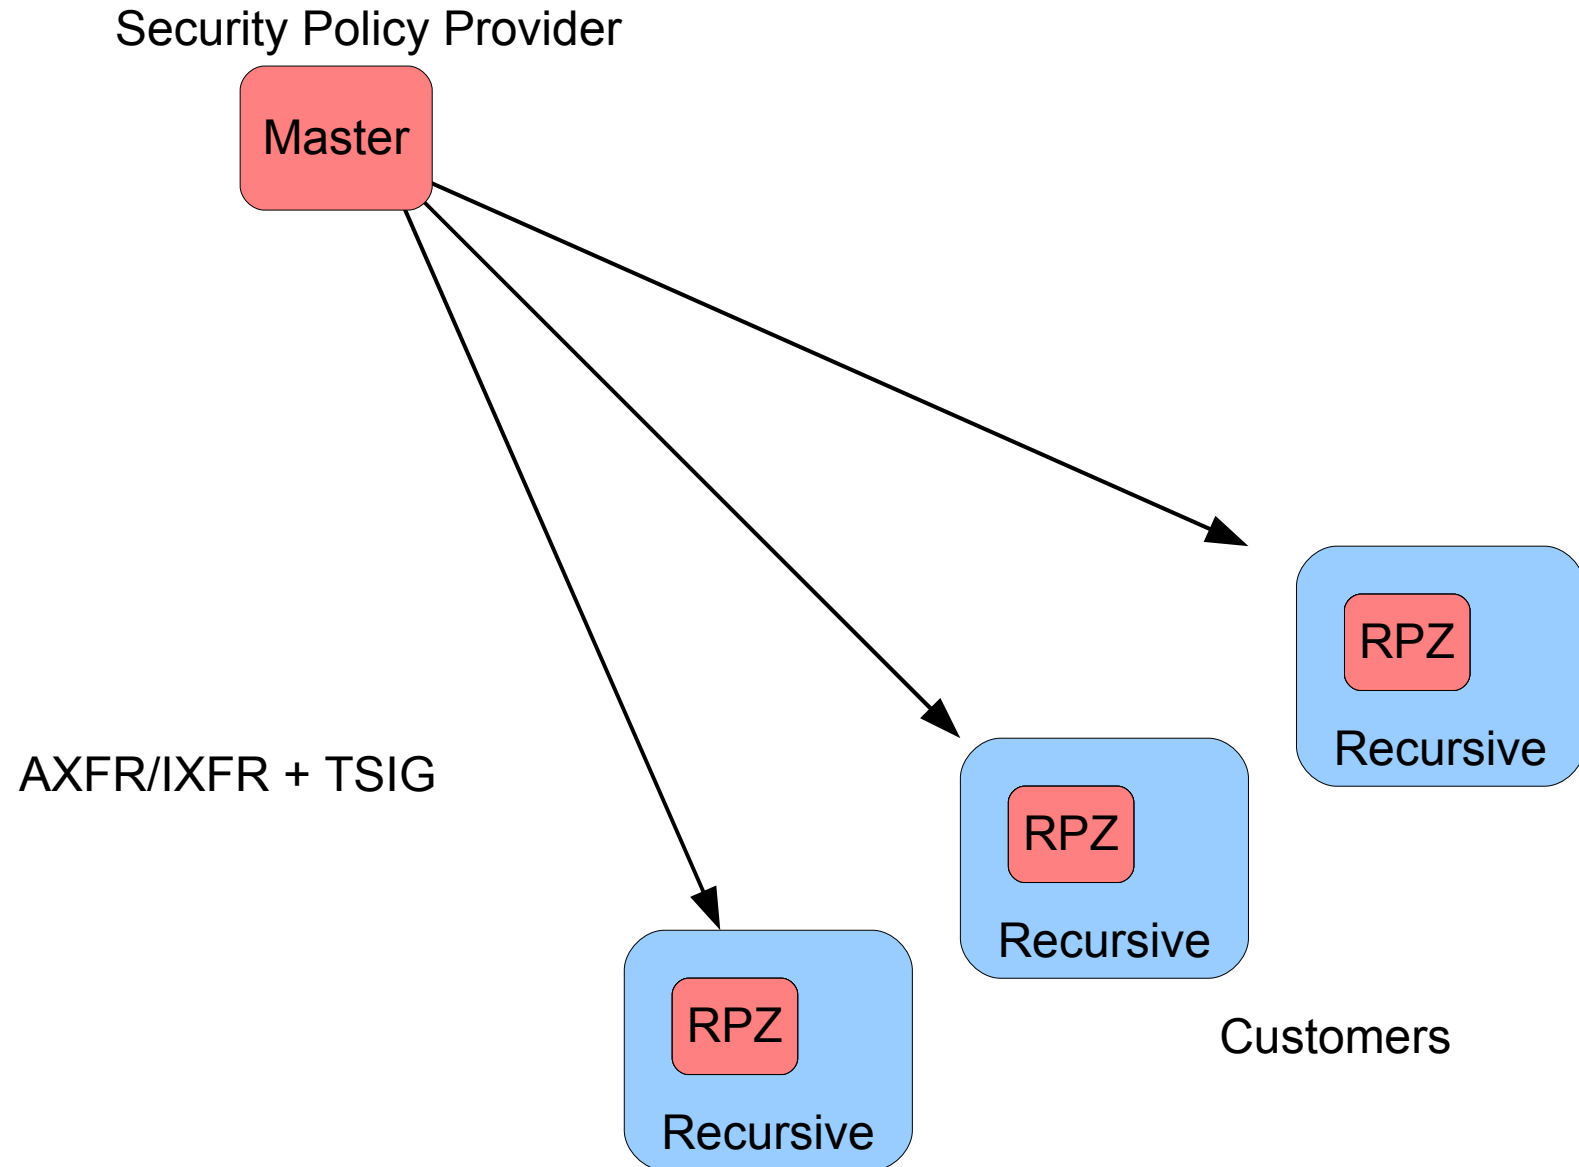 Security Policy Provider
Master
RPZ
Recursive
AXFR/IXFR + TSIG
RPZ
Recursive
RPZ
Customers
Recursive